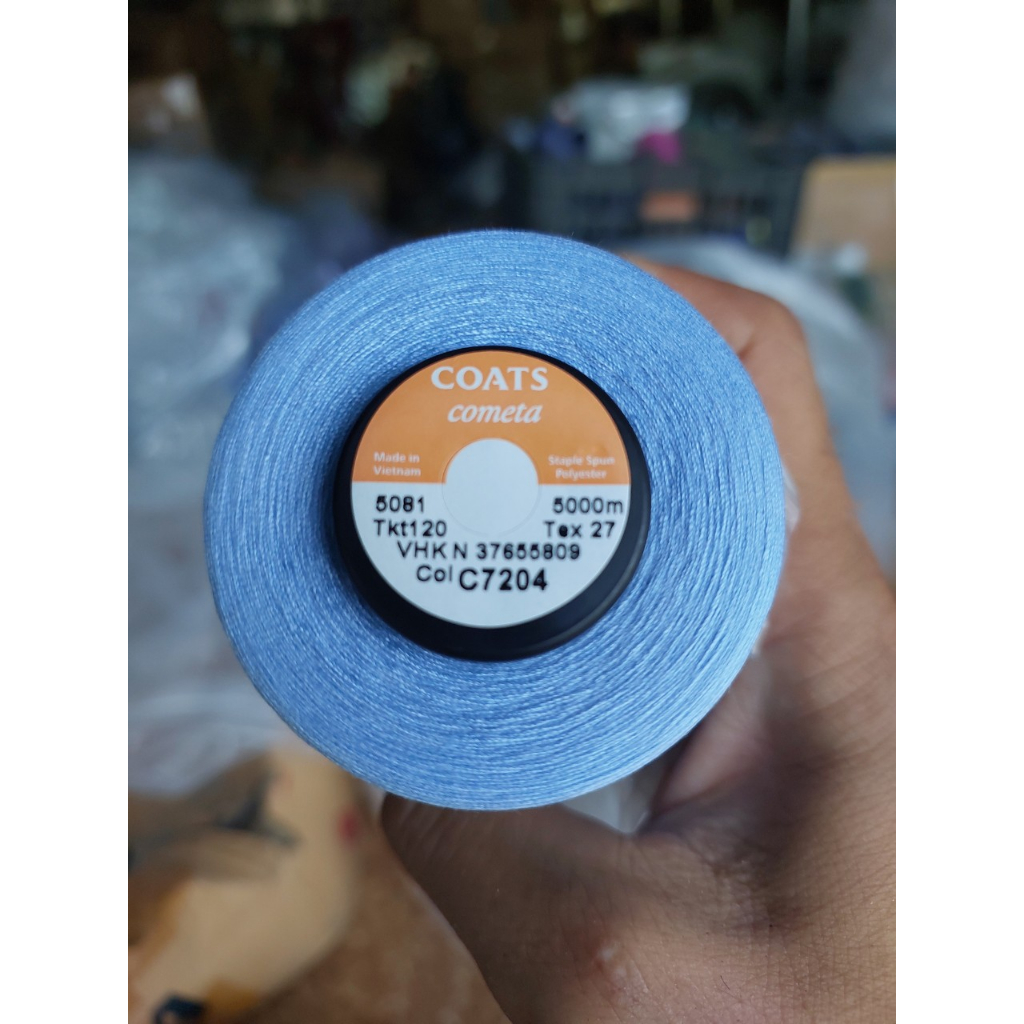 COATS
cometa
Made in Vietnam
Staple Spun Polyester
5081 5000m
Tkt120 Tex 27
VHK N 37655809
Col C7204